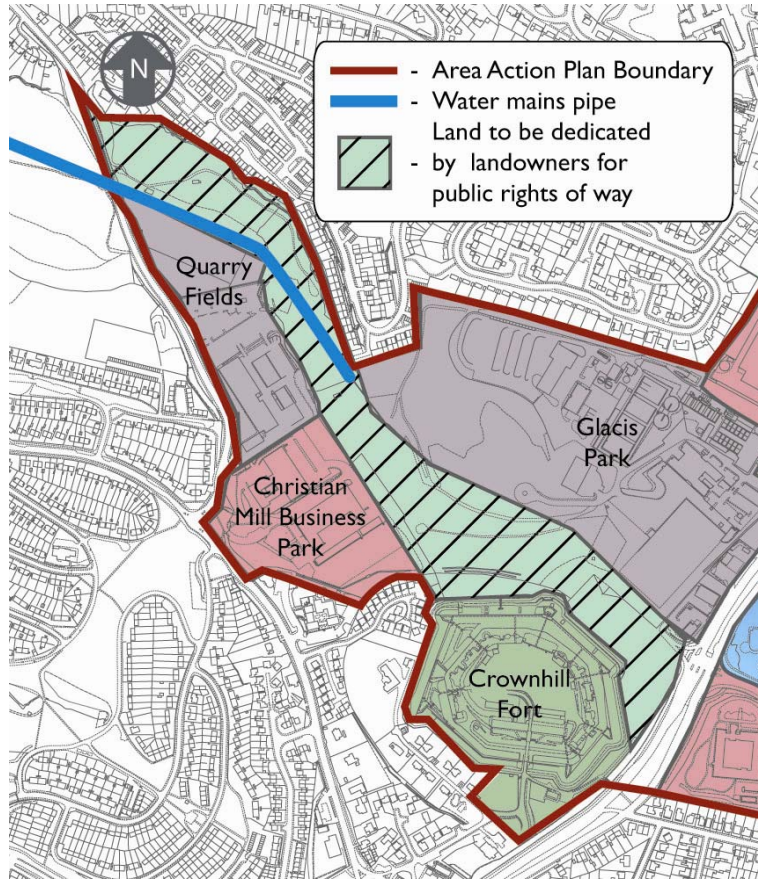 N
- Area Action Plan Boundary
- Water mains pipe
Land to be dedicated
- by landowners for
public rights of way
Quarry
Fields
Glacis
Park
Christian
Mill Business
Park
Crownhill
Fort